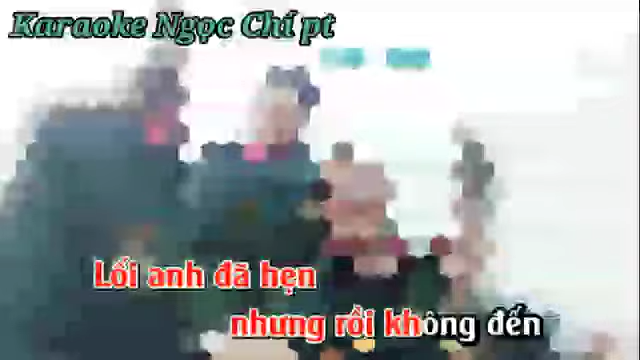 Karaoke Ngọc Chí pt
Lối anh đã hẹn
nhưng rồi không đến